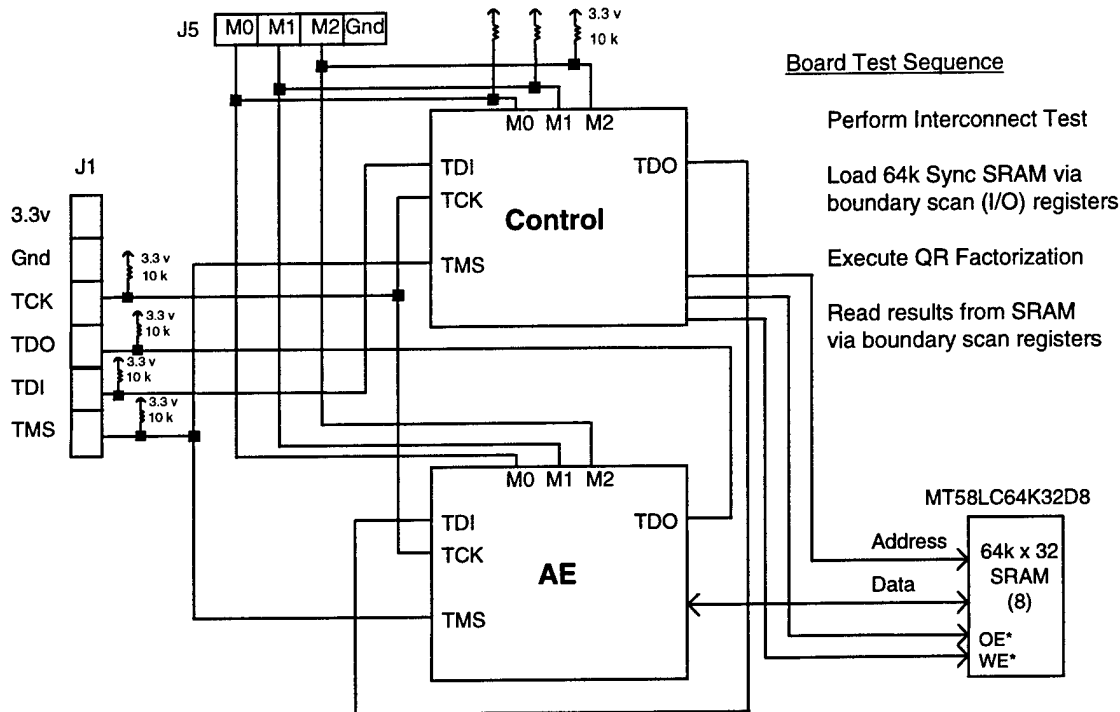 J5
M0 M1 M2 Gnd
3.3 v
10 k
Board Test Sequence
Perform Interconnect Test
Load 64k Sync SRAM via
boundary scan (I/O) registers
Execute QR Factorization
Read results from SRAM
via boundary scan registers
M0 M1 M2
TDI
TCK
TMS
TDO
Control
J1
3.3v
Gnd
TCK
TDO
TDI
TMS
3.3 v
10 k
3.3 v
10 k
3.3 v
10 k
3.3 v
10 k
M0 M1 M2
TDI
TCK
TMS
TDO
AE
MT58LC64K32D8
Address
Data
64k x 32
SRAM
(8)
OE*
WE*